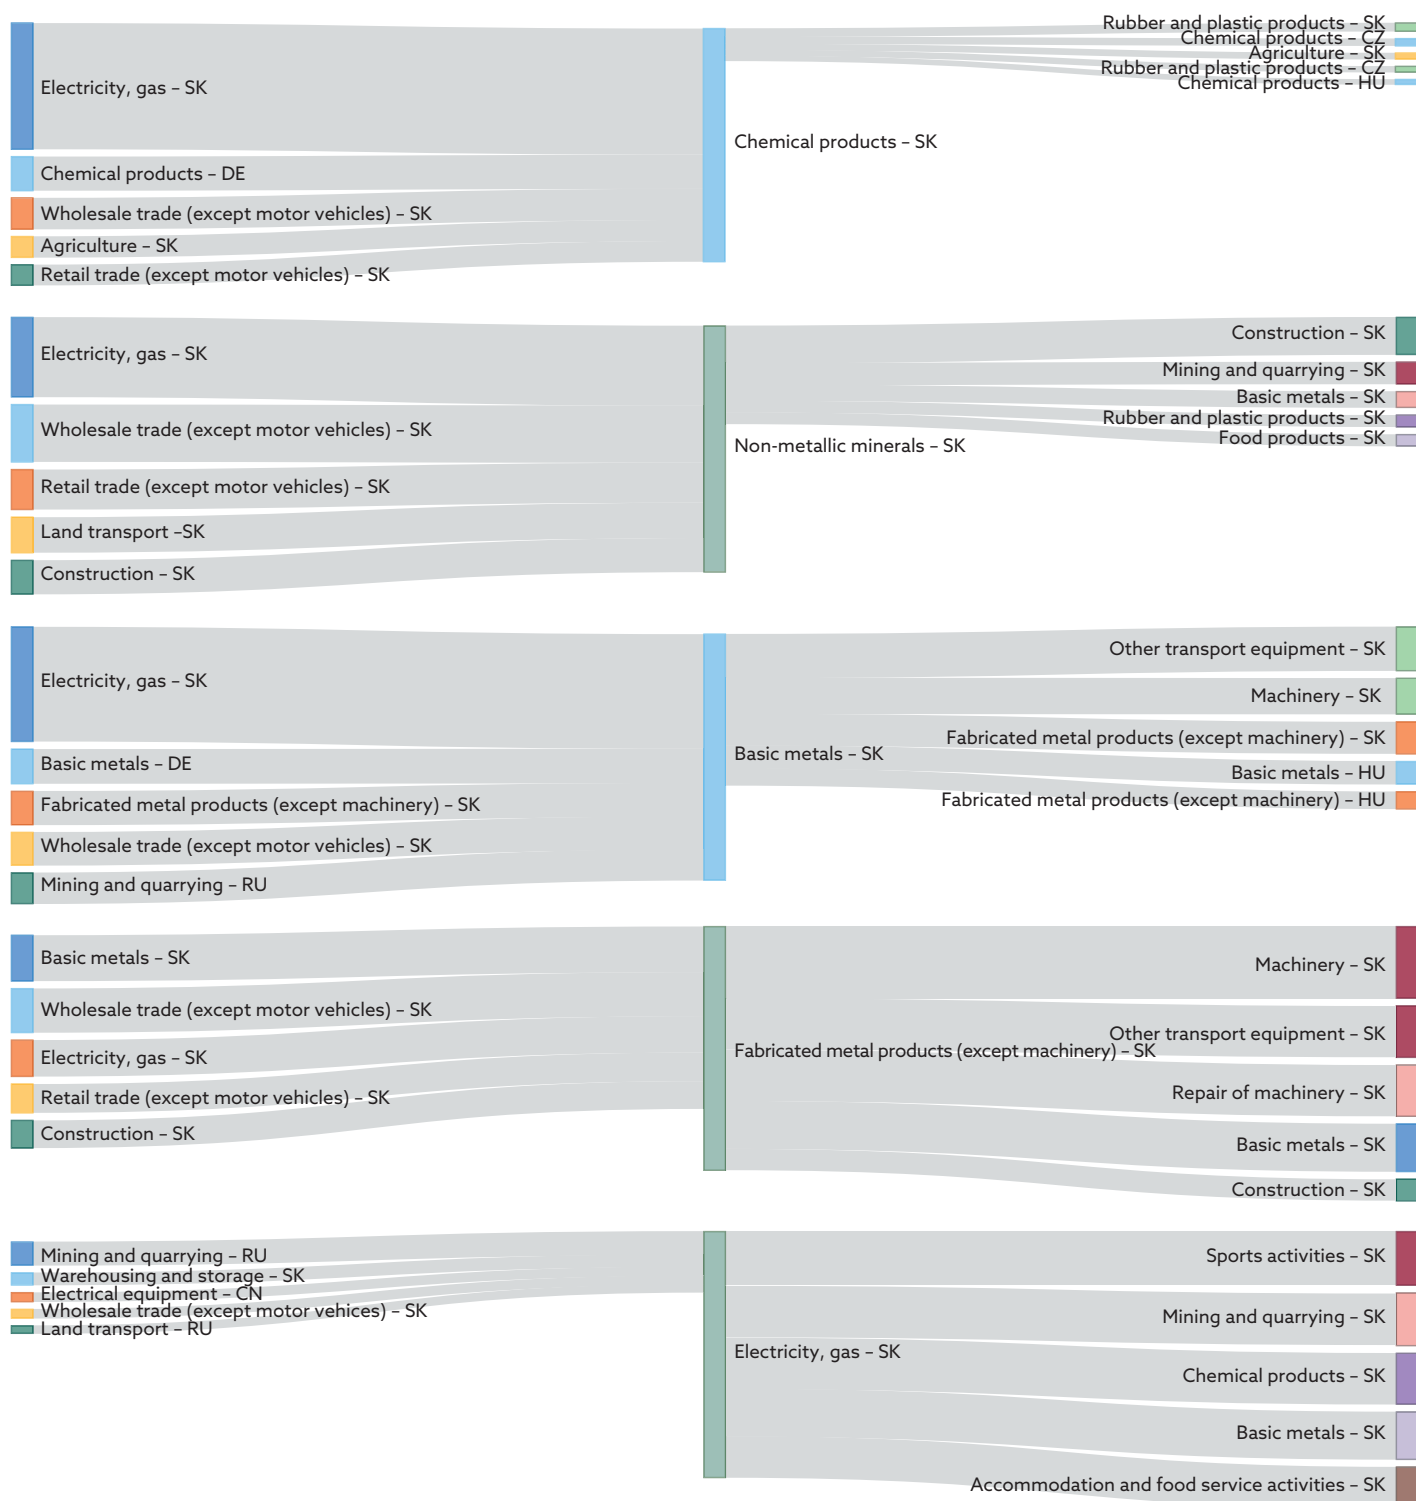 Electricity, gas – SK
Chemical products – DE
Wholesale trade (except motor vehicles) – SK
Agriculture – SK
Retail trade (except motor vehicles) – SK
Chemical products – SK
Rubber and plastic products – SK
Chemical products – CZ
Agriculture – SK
Rubber and plastic products – CZ
Chemical products – HU
Electricity, gas – SK
Wholesale trade (except motor vehicles) – SK
Retail trade (except motor vehicles) – SK
Land transport –SK
Construction – SK
Non-metallic minerals – SK
Construction – SK
Mining and quarrying – SK
Basic metals – SK
Rubber and plastic products – SK
Food products – SK
Electricity, gas – SK
Basic metals – DE
Fabricated metal products (except machinery) – SK
Wholesale trade (except motor vehicles) – SK
Mining and quarrying – RU
Basic metals – SK
Other transport equipment – SK
Machinery – SK
Fabricated metal products (except machinery) – SK
Basic metals – HU
Fabricated metal products (except machinery) – HU
Basic metals – SK
Wholesale trade (except motor vehicles) – SK
Electricity, gas – SK
Retail trade (except motor vehicles) – SK
Construction – SK
Fabricated metal products (except machinery) – SK
Machinery – SK
Other transport equipment – SK
Repair of machinery – SK
Basic metals – SK
Construction – SK
Mining and quarrying – RU
Warehousing and storage – SK
Electrical equipment – CN
Wholesale trade (except motor vehices) – SK
Land transport – RU
Electricity, gas – SK
Sports activities – SK
Mining and quarrying – SK
Chemical products – SK
Basic metals – SK
Accommodation and food service activities – SK